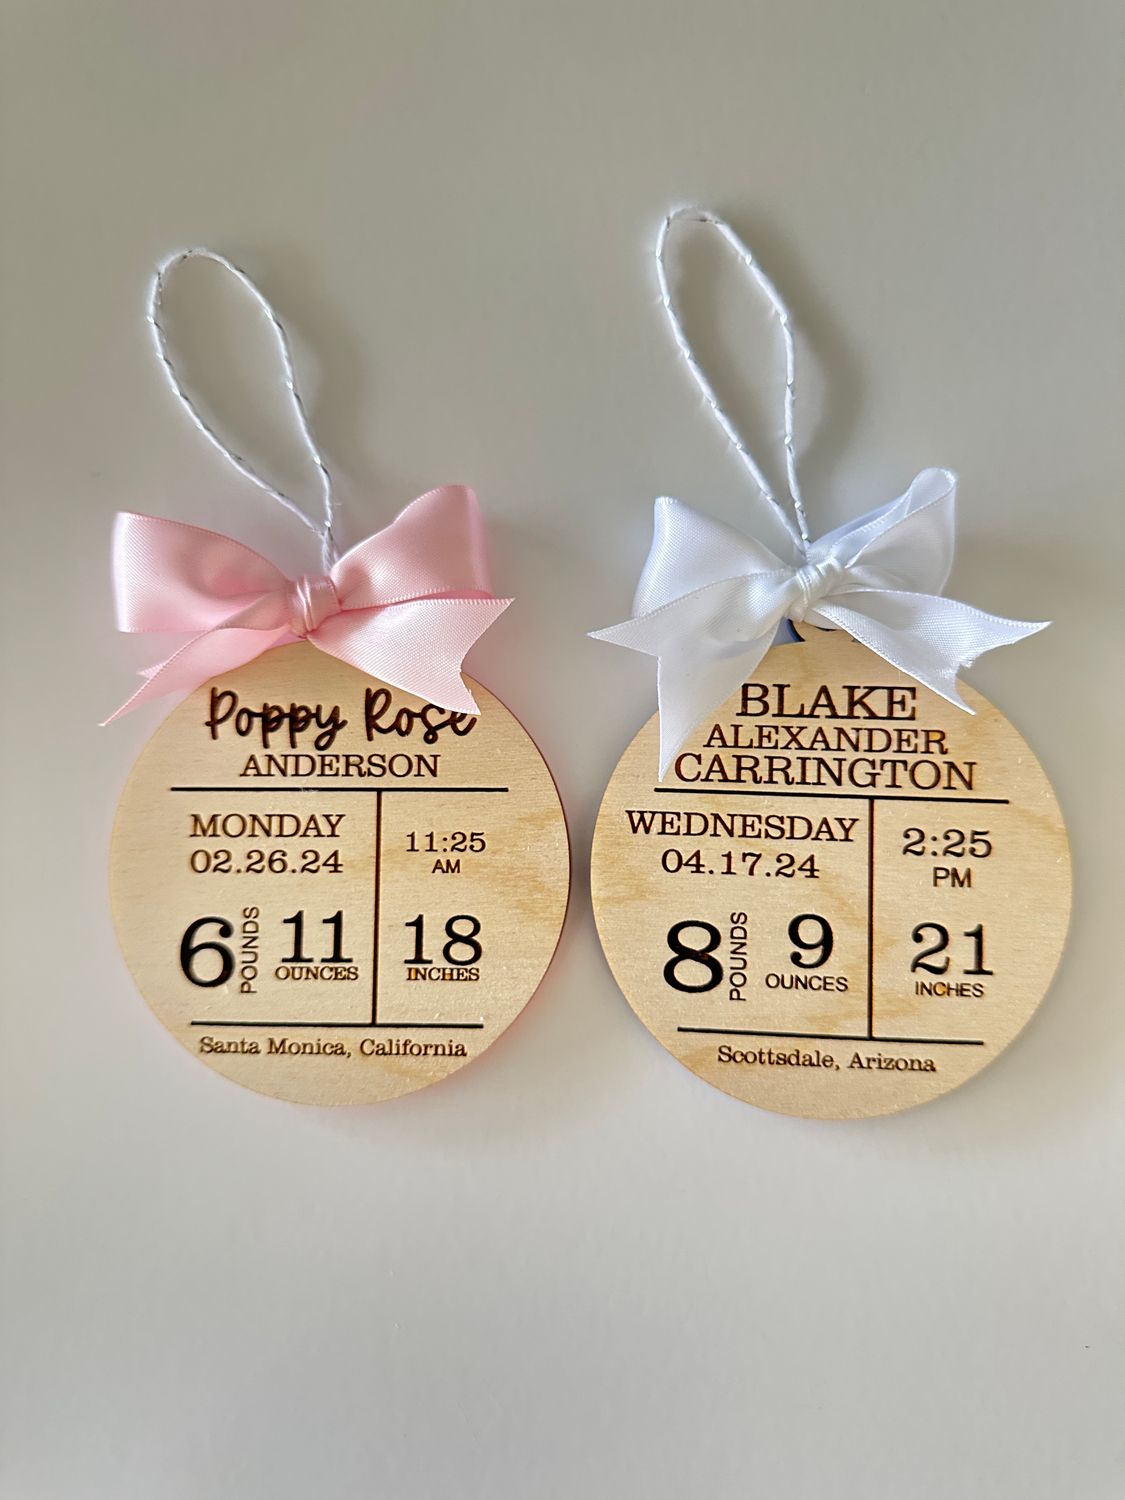 Poppy Rose
ANDERSON
MONDAY
02.26.24
11:25
AM
6 POUNDS
11
OUNCES
18
INCHES
Santa Monica, California
BLAKE
ALEXANDER
CARRINGTON
WEDNESDAY
04.17.24
2:25
PM
8 POUNDS
9
OUNCES
21
INCHES
Scottsdale, Arizona